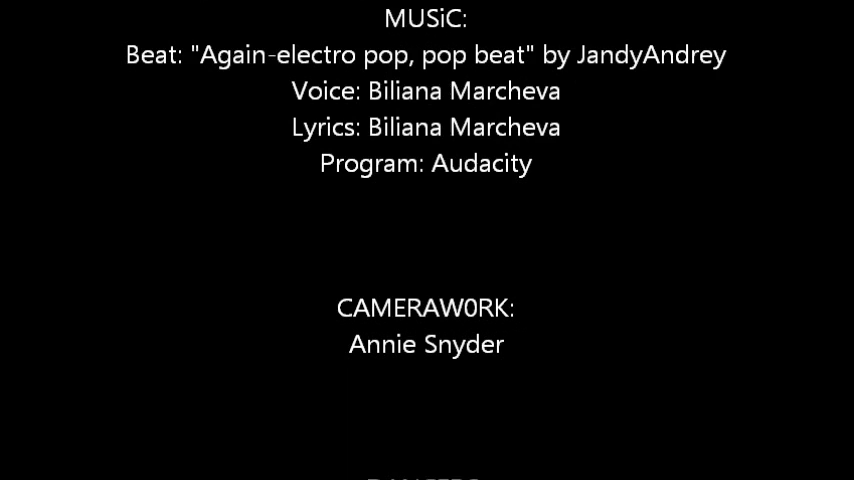 MUSiC:
Beat: "Again-electro pop, pop beat" by JandyAndrey
Voice: Biliana Marcheva
Lyrics: Biliana Marcheva
Program: Audacity
CAMERAW0RK:
Annie Snyder